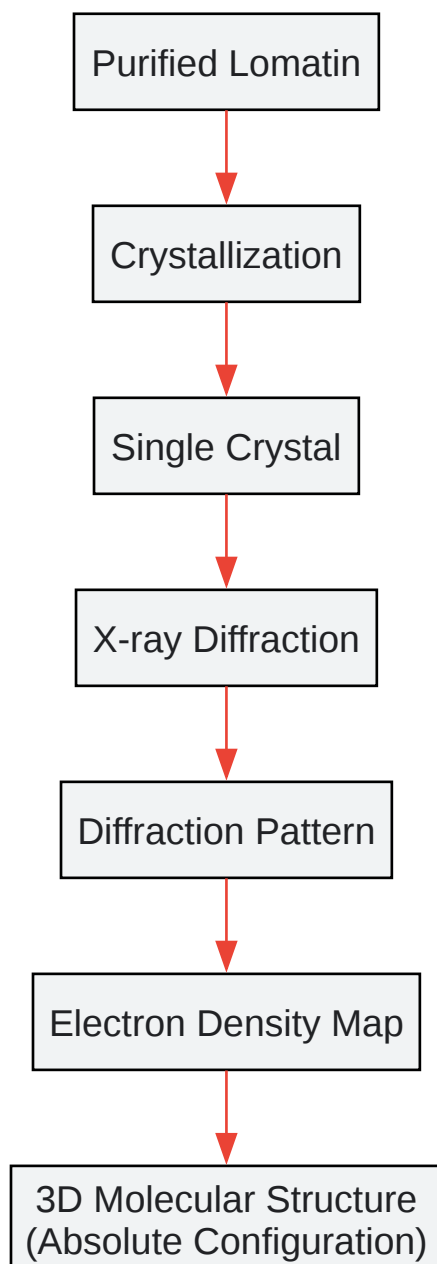 Purified Lomatin
Crystallization
Single Crystal
X-ray Diffraction
Diffraction Pattern
Electron Density Map
3D Molecular Structure
(Absolute Configuration)